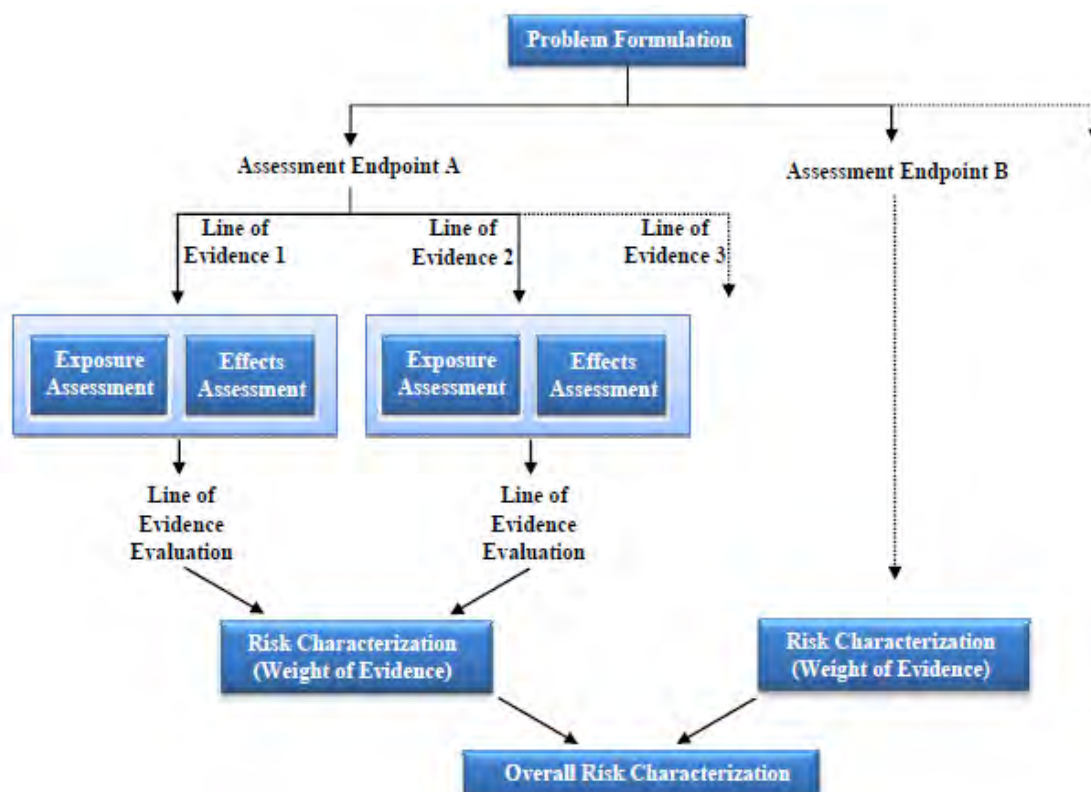 Problem Formulation
Assessment Endpoint A
Assessment Endpoint B
Line of
Evidence 1
Line of
Evidence 2
Line of
Evidence 3
Exposure
Assessment
Effects
Assessment
Exposure
Assessment
Effects
Assessment
Line of
Evidence
Evaluation
Line of
Evidence
Evaluation
Risk Characterization
(Weight of Evidence)
Risk Characterization
(Weight of Evidence)
Overall Risk Characterization